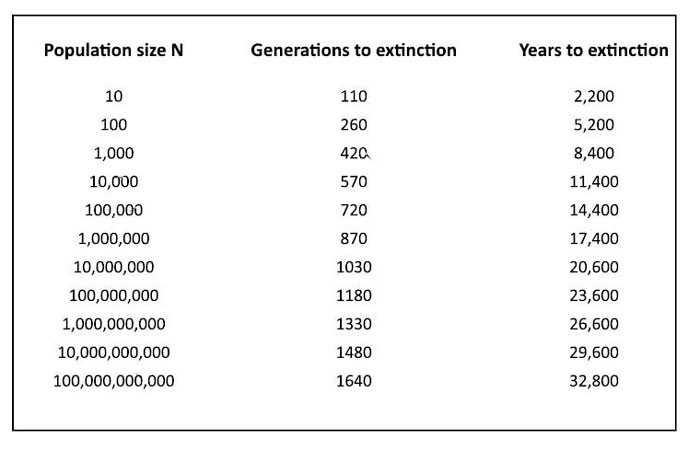 Population size N Generations to extinction Years to extinction
10 110 2,200
100 260 5,200
1,000 420 8,400
10,000 570 11,400
100,000 720 14,400
1,000,000 870 17,400
10,000,000 1030 20,600
100,000,000 1180 23,600
1,000,000,000 1330 26,600
10,000,000,000 1480 29,600
100,000,000,000 1640 32,800